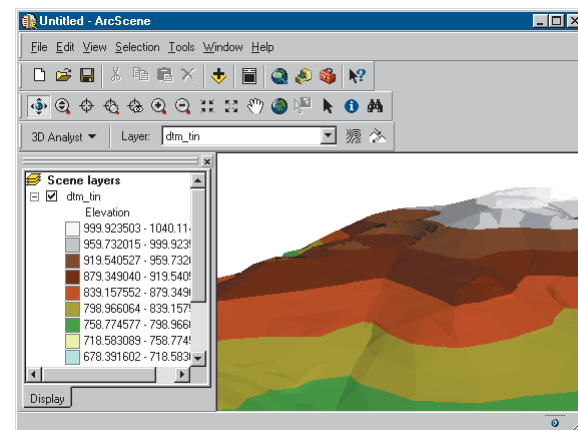 Untitled - ArcScene
File Edit View Selection Tools Window Help
3D Analyst Layer: dtm_tin
Scene layers
dtm_tin
Elevation
999.923503 - 1040.11
959.732015 - 999.923
919.540527 - 959.732
879.349040 - 919.540
839.157552 - 879.349
798.966064 - 839.157
758.774577 - 798.966
718.583089 - 758.774
678.391602 - 718.583
Display